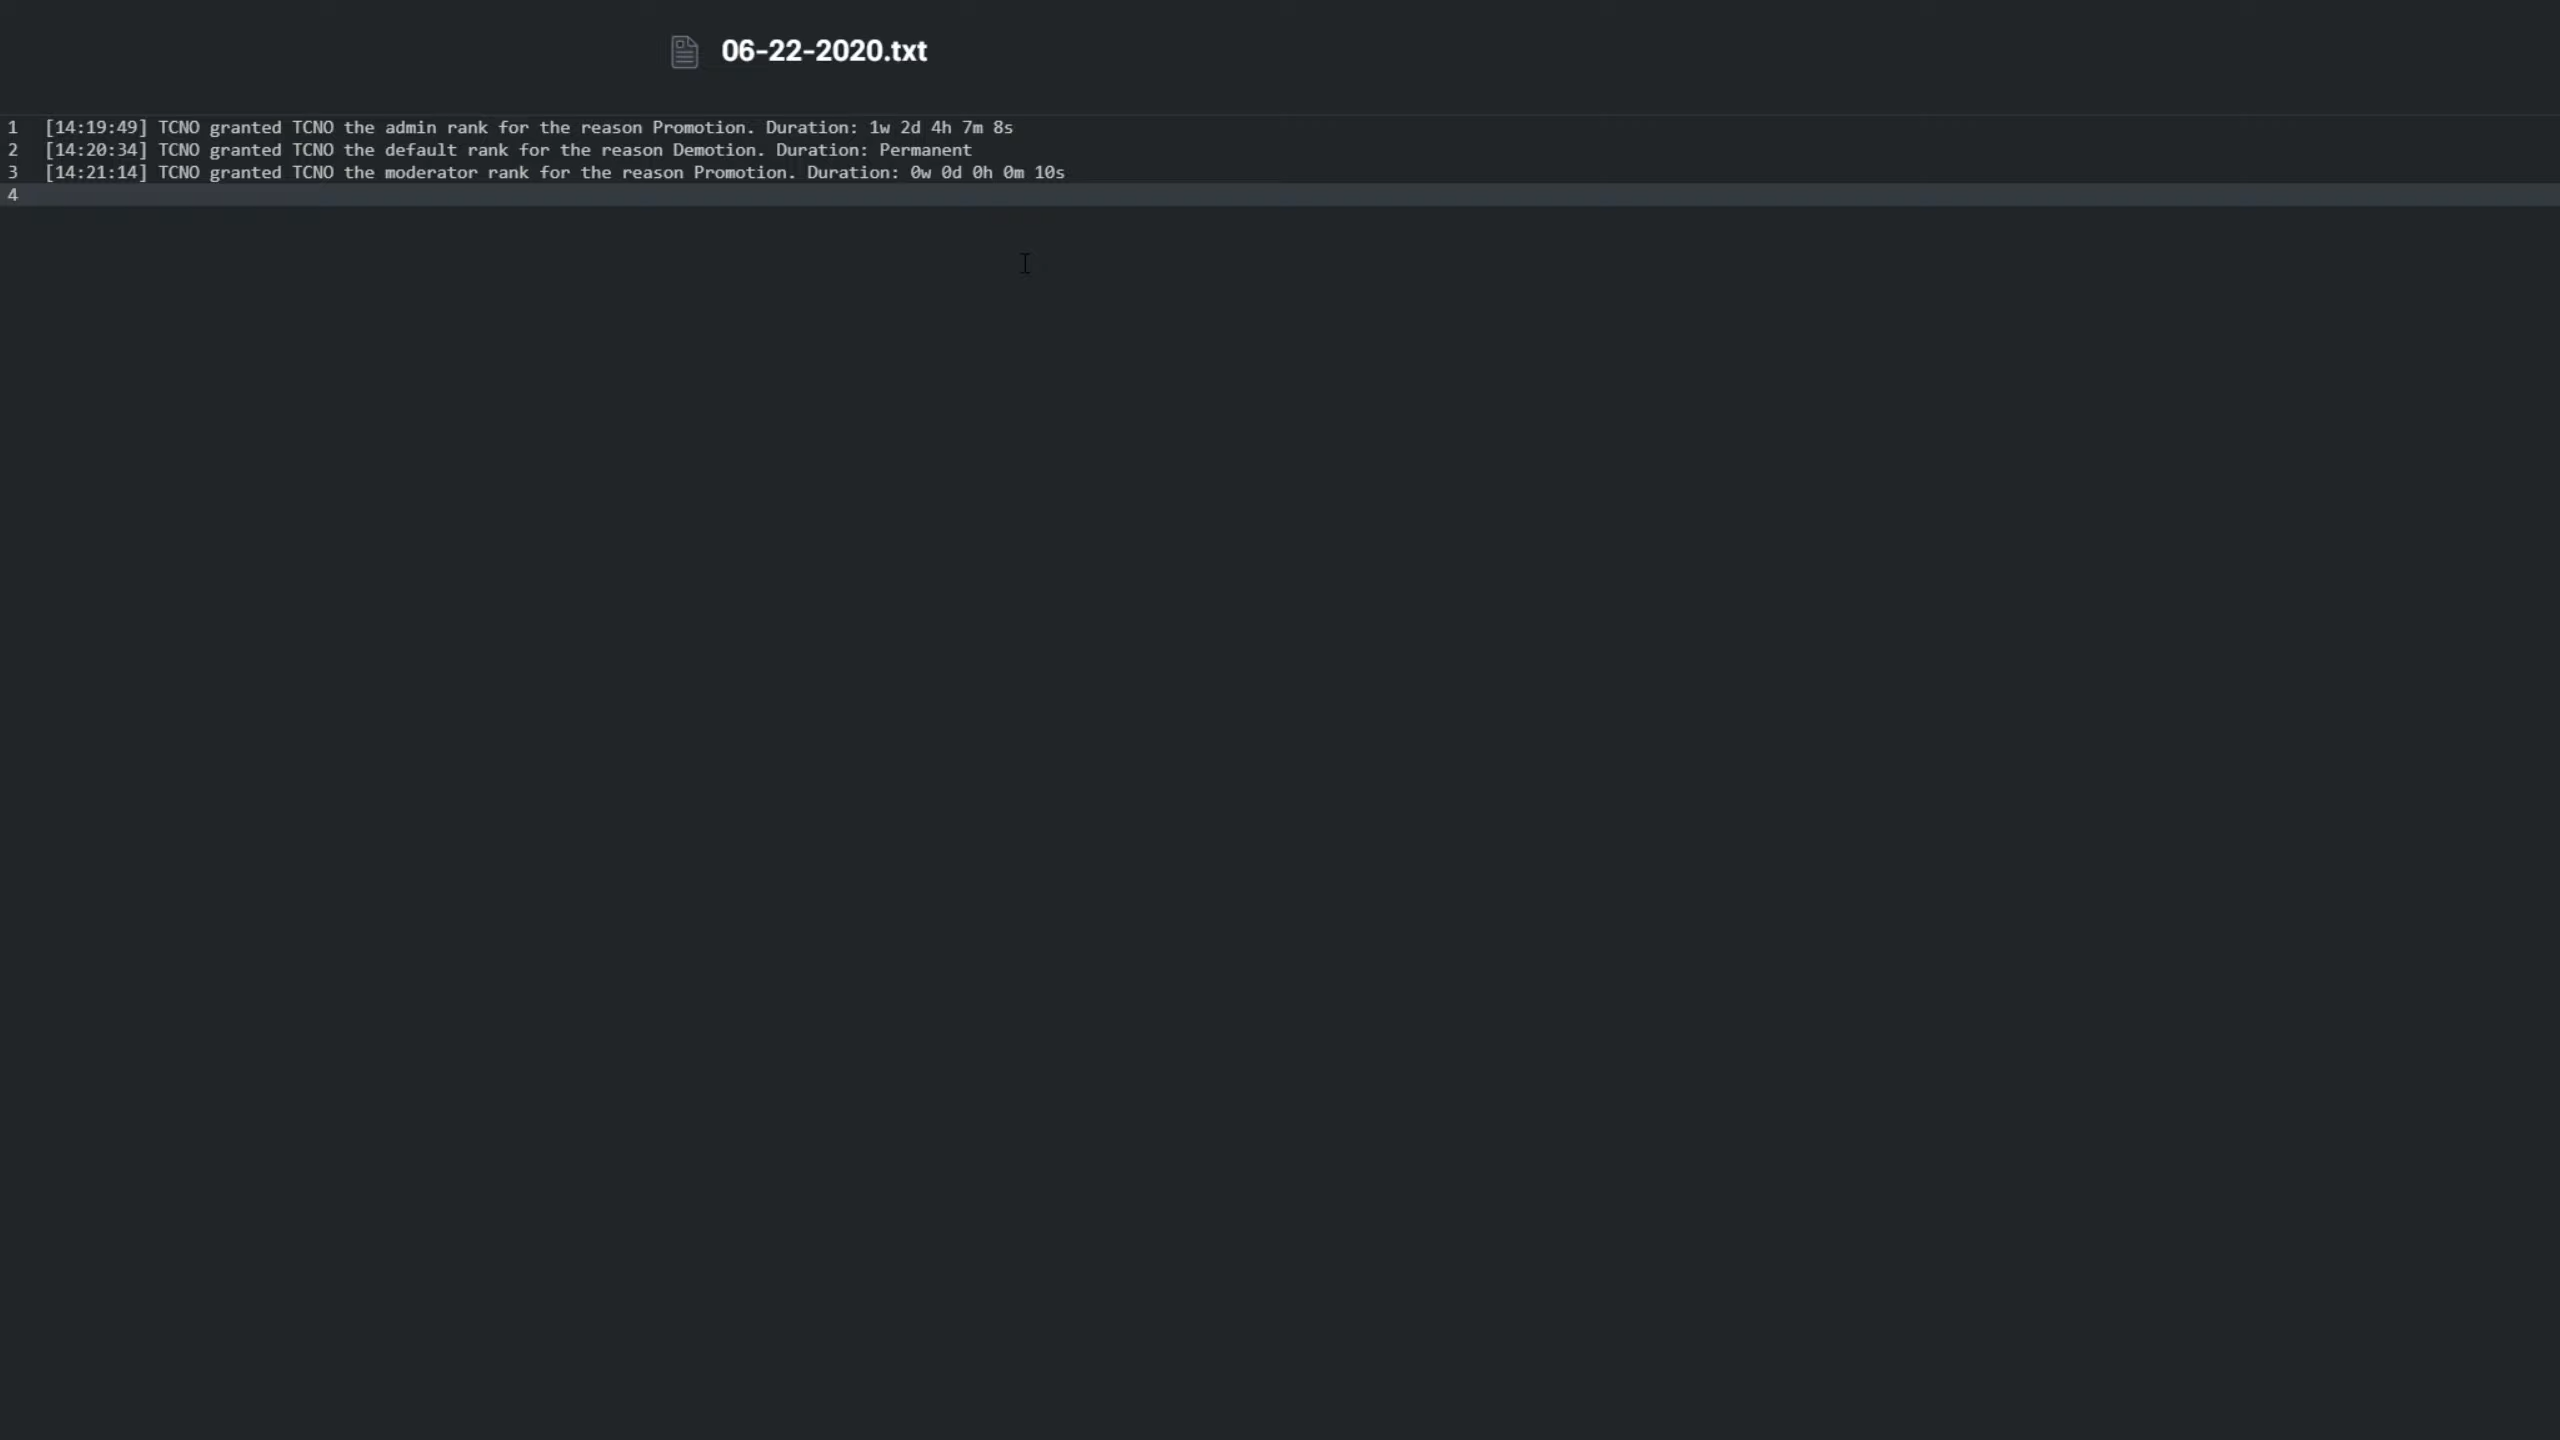 06-22-2020.txt
1 [14:19:49] TCNO granted TCNO the admin rank for the reason Promotion. Duration: 1w 2d 4h 7m 8s
2 [14:20:34] TCNO granted TCNO the default rank for the reason Demotion. Duration: Permanent
3 [14:21:14] TCNO granted TCNO the moderator rank for the reason Promotion. Duration: 0w 0d 0h 0m 10s
4